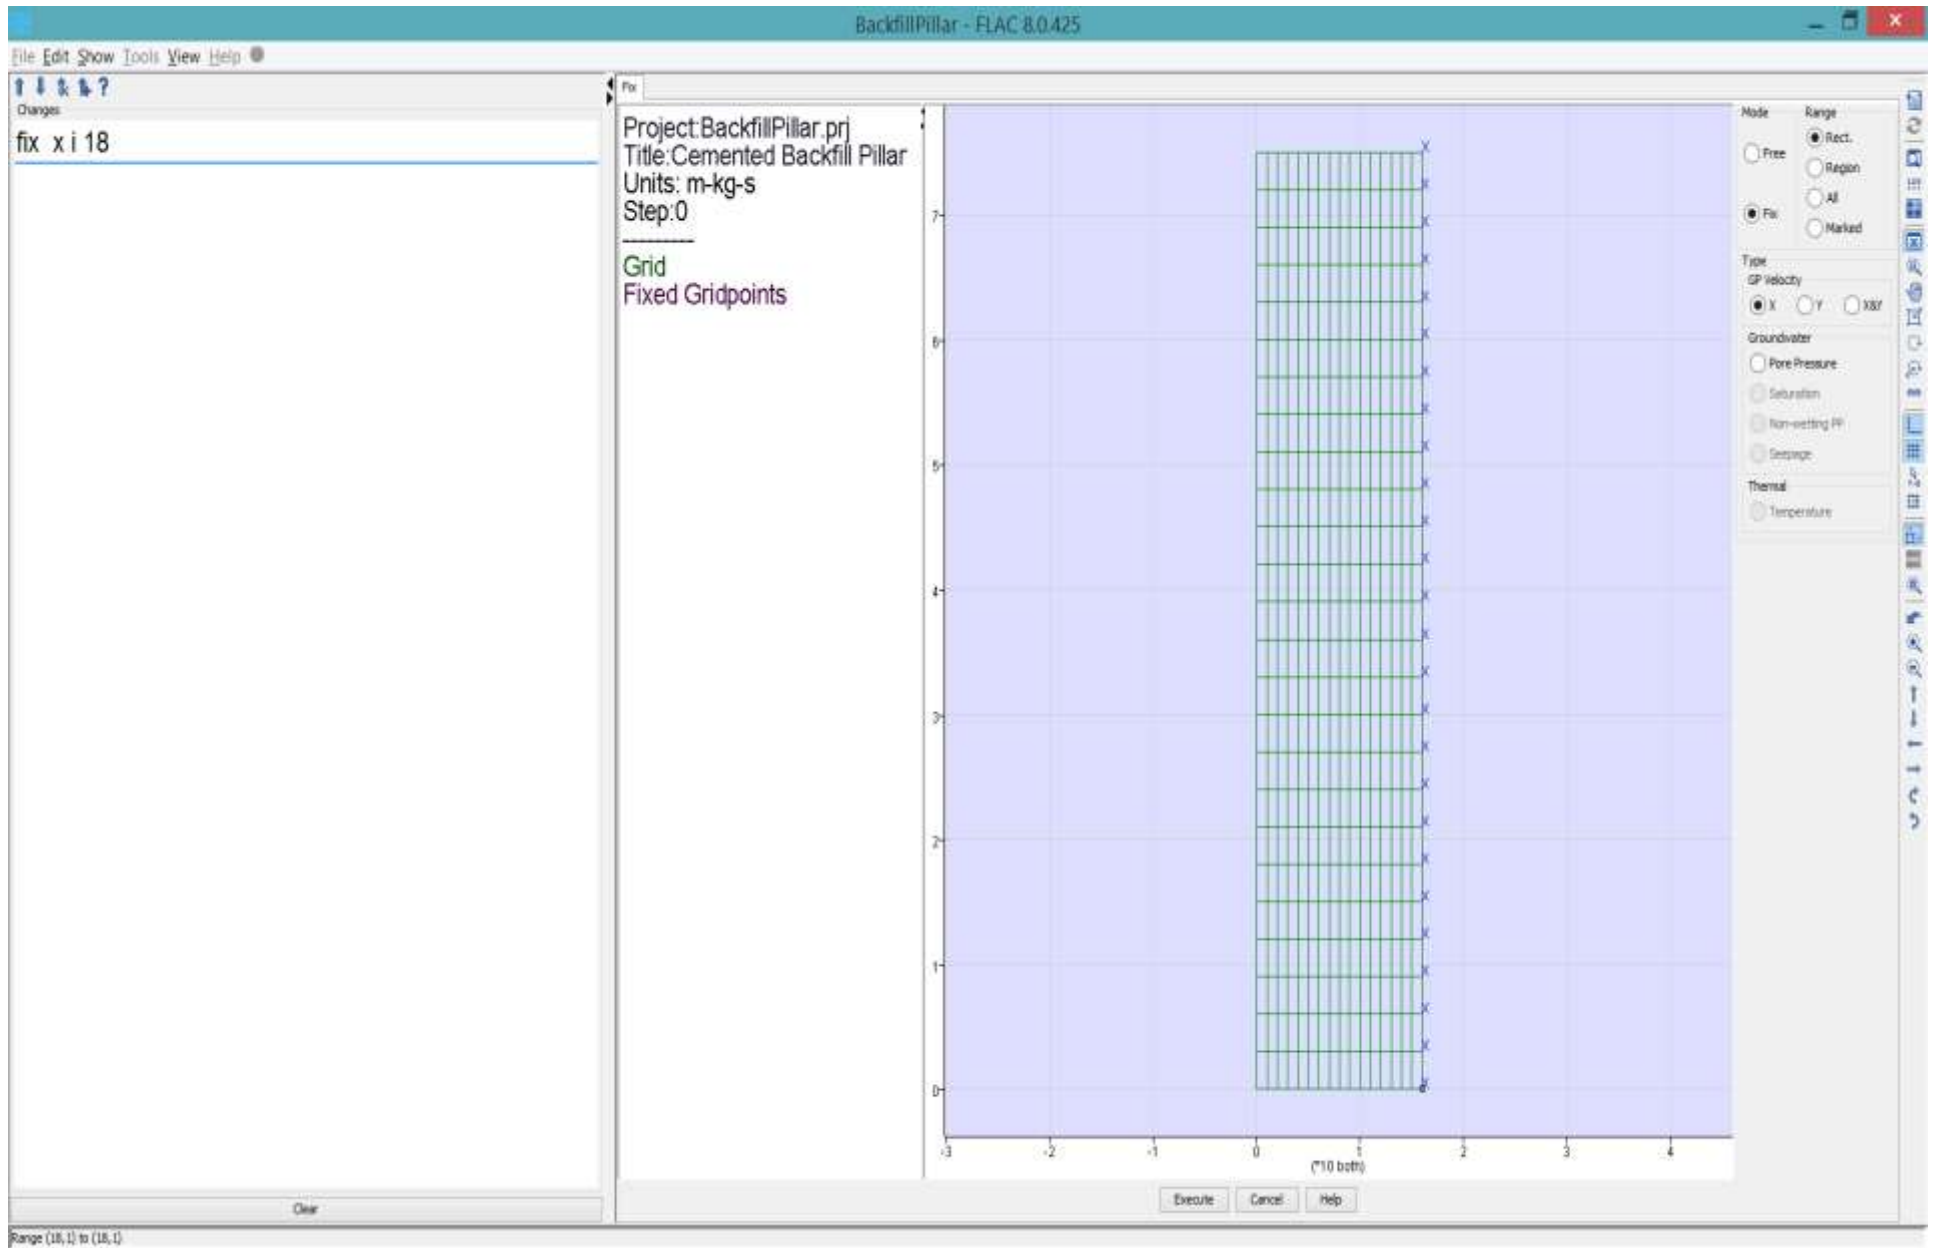 BackfillPillar - FLAC 8.0.425
File Edit Show Tools View Help
Changes
fix x i 18
Clear
Range (18,1) to (18,1)
Fix
Project:BackfillPillar.prj
Title:Cemented Backfill Pillar
Units: m-kg-s
Step:0
---------
Grid
Fixed Gridpoints
7
6
5
4
3
2
1
0
-3 -2 -1 0 1 2 3 4
(*10 both)
Execute Cancel Help
Mode Range
Free
Fix
Rect.
Region
All
Marked
Type
GP Velocity
X Y X&Y
Groundwater
Pore Pressure
Saturation
Non-wetting PP
Seepage
Thermal
Temperature